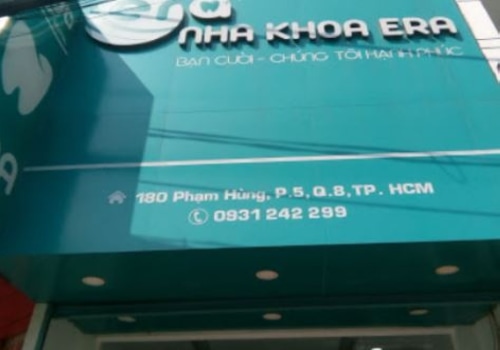 NHA KHOA ERA
BẠN CƯỜI - CHÚNG TÔI HẠNH PHÚC
180 Phạm Hùng, P.5, Q.8, TP. HCM
0931 242 299